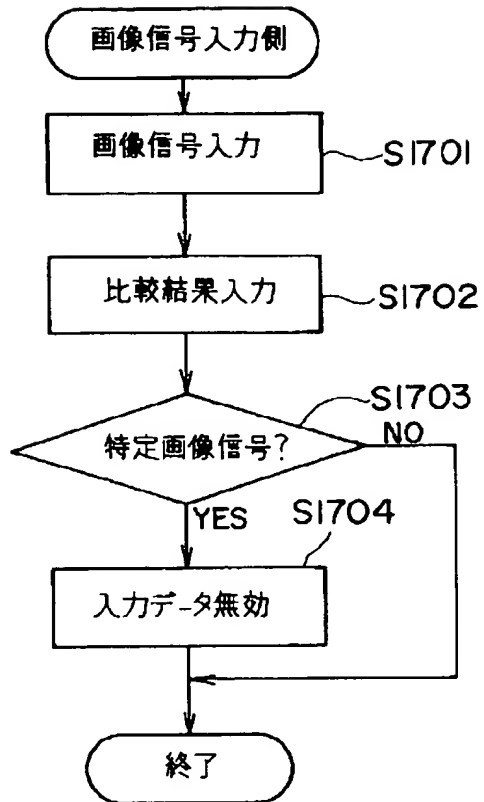 画像信号入力側
画像信号入力
S1701
比較結果入力
S1702
S1703
特定画像信号?
NO
YES
S1704
入力データ無効
終了